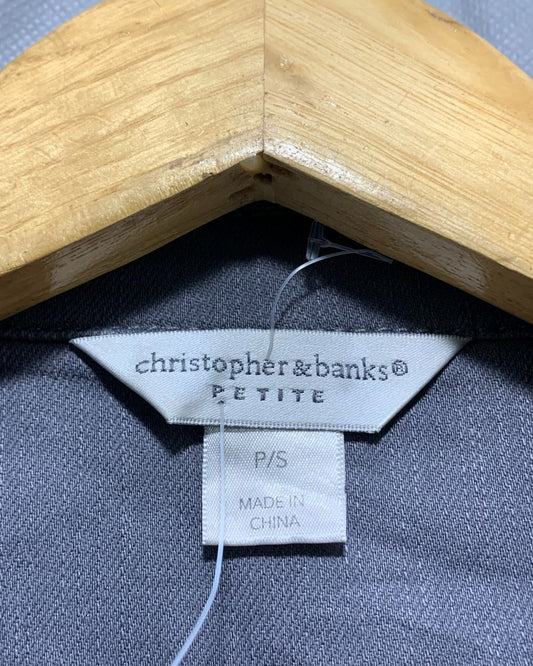 christopher&banks®
PETITE
P/S
MADE IN
CHINA